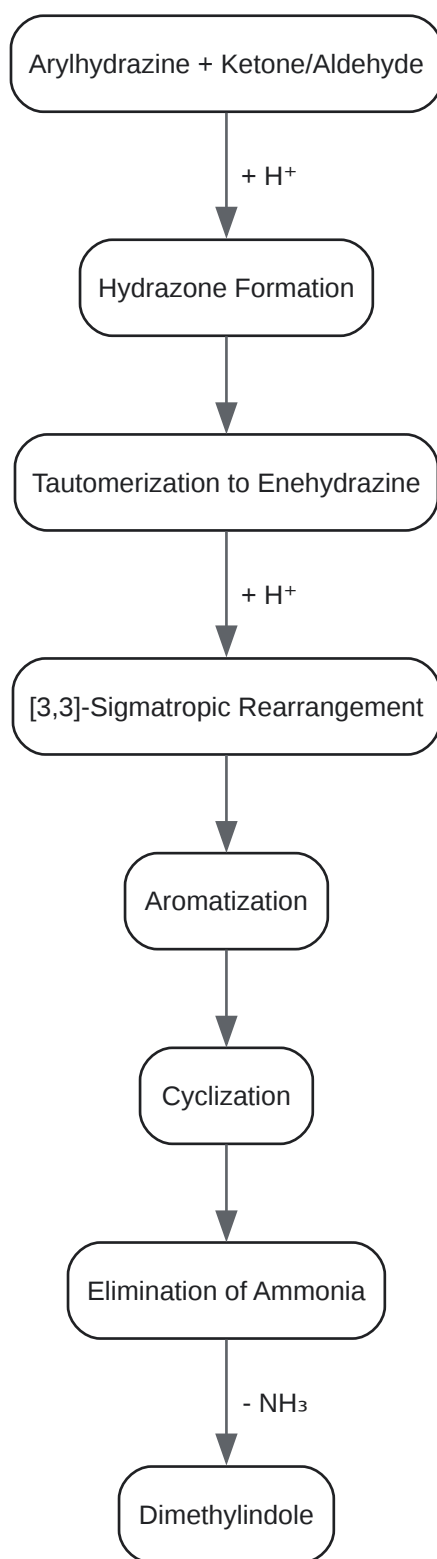 Arylhydrazine + Ketone/Aldehyde
+ H⁺
Hydrazone Formation
Tautomerization to Enehydrazine
+ H⁺
[3,3]-Sigmatropic Rearrangement
Aromatization
Cyclization
Elimination of Ammonia
- NH₃
Dimethylindole